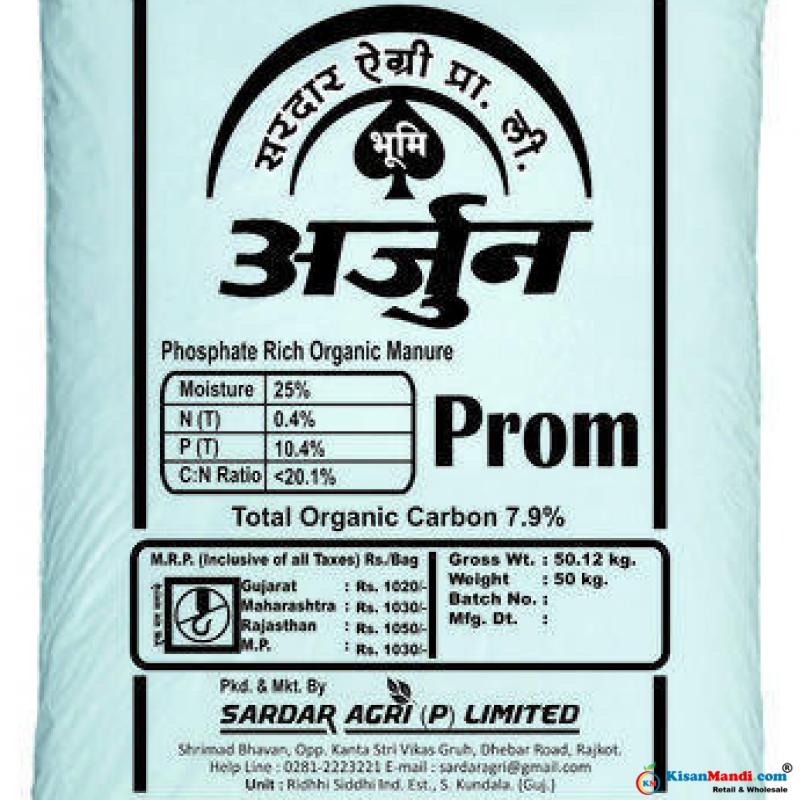 सरदार ऐग्री प्रा. ली.
भूमि
अर्जुन
Phosphate Rich Organic Manure
Moisture 25%
N (T) 0.4%
P (T) 10.4%
C:N Ratio <20.1%
Prom
Total Organic Carbon 7.9%
M.R.P. (Inclusive of all Taxes) Rs./Bag
Gujarat : Rs. 1020/-
Maharashtra : Rs. 1030/-
Rajasthan : Rs. 1050/-
M.P. : Rs. 1030/-
Gross Wt. : 50.12 kg.
Weight : 50 kg.
Batch No. :
Mfg. Dt. :
Pkd. & Mkt. By
SARDAR AGRI (P) LIMITED
Shrimad Bhavan, Opp. Kanta Stri Vikas Gruh, Dhebar Road, Rajkot.
Help Line : 0281-2223221 E-mail : sardaragri@gmail.com
Unit : Ridhhi Siddhi Ind. Est., S. Kundala. (Guj.)
KisanMandi.com®
Retail & Wholesale